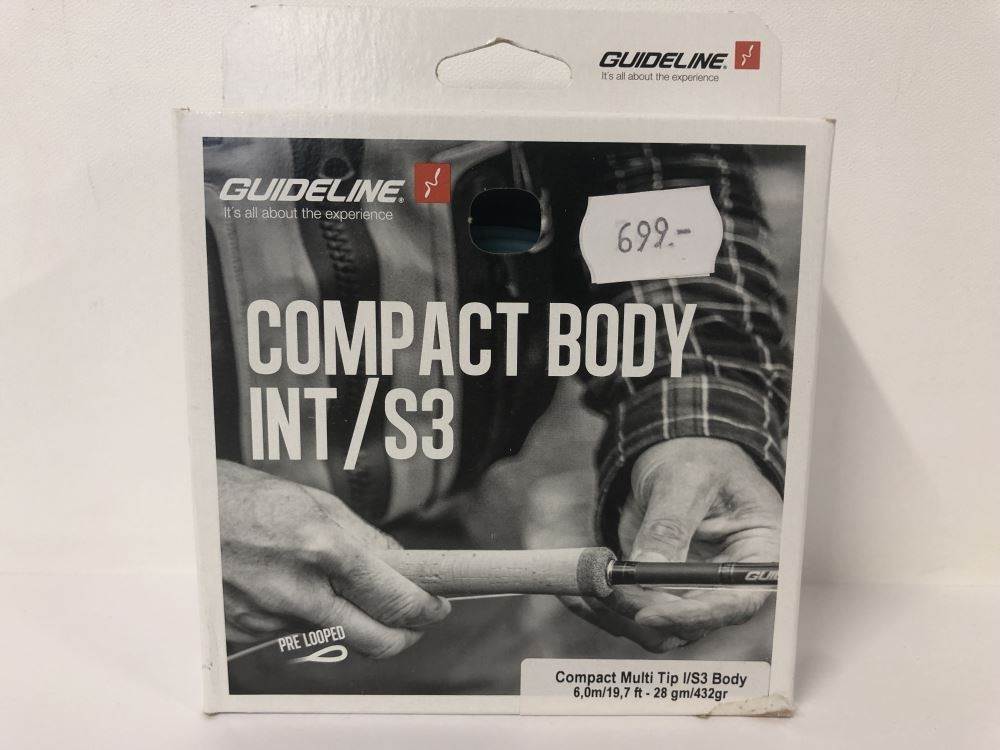 GUIDELINE®
It's all about the experience
GUIDELINE®
It's all about the experience
699.-
COMPACT BODY
INT/S3
GUI
PRE LOOPED
Compact Multi Tip I/S3 Body
6,0m/19,7 ft - 28 gm/432gr